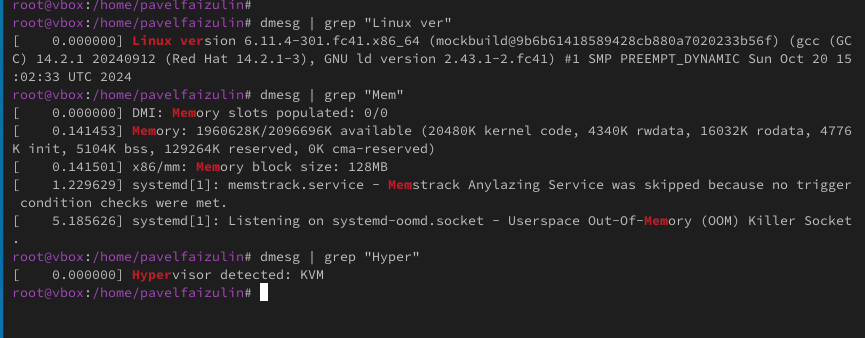 root@vbox:/home/pavelfaizulin#
root@vbox:/home/pavelfaizulin# dmesg | grep "Linux ver"
[    0.000000] Linux version 6.11.4-301.fc41.x86_64 (mockbuild@9b6b61418589428cb880a7020233b56f) (gcc (GC
C) 14.2.1 20240912 (Red Hat 14.2.1-3), GNU ld version 2.43.1-2.fc41) #1 SMP PREEMPT_DYNAMIC Sun Oct 20 15
:02:33 UTC 2024
root@vbox:/home/pavelfaizulin# dmesg | grep "Mem"
[    0.000000] DMI: Memory slots populated: 0/0
[    0.141453] Memory: 1960628K/2096696K available (20480K kernel code, 4340K rwdata, 16032K rodata, 4776
K init, 5104K bss, 129264K reserved, 0K cma-reserved)
[    0.141501] x86/mm: Memory block size: 128MB
[    1.229629] systemd[1]: memstrack.service - Memstrack Anylazing Service was skipped because no trigger
 condition checks were met.
[    5.185626] systemd[1]: Listening on systemd-oomd.socket - Userspace Out-Of-Memory (OOM) Killer Socket
.
root@vbox:/home/pavelfaizulin# dmesg | grep "Hyper"
[    0.000000] Hypervisor detected: KVM
root@vbox:/home/pavelfaizulin#